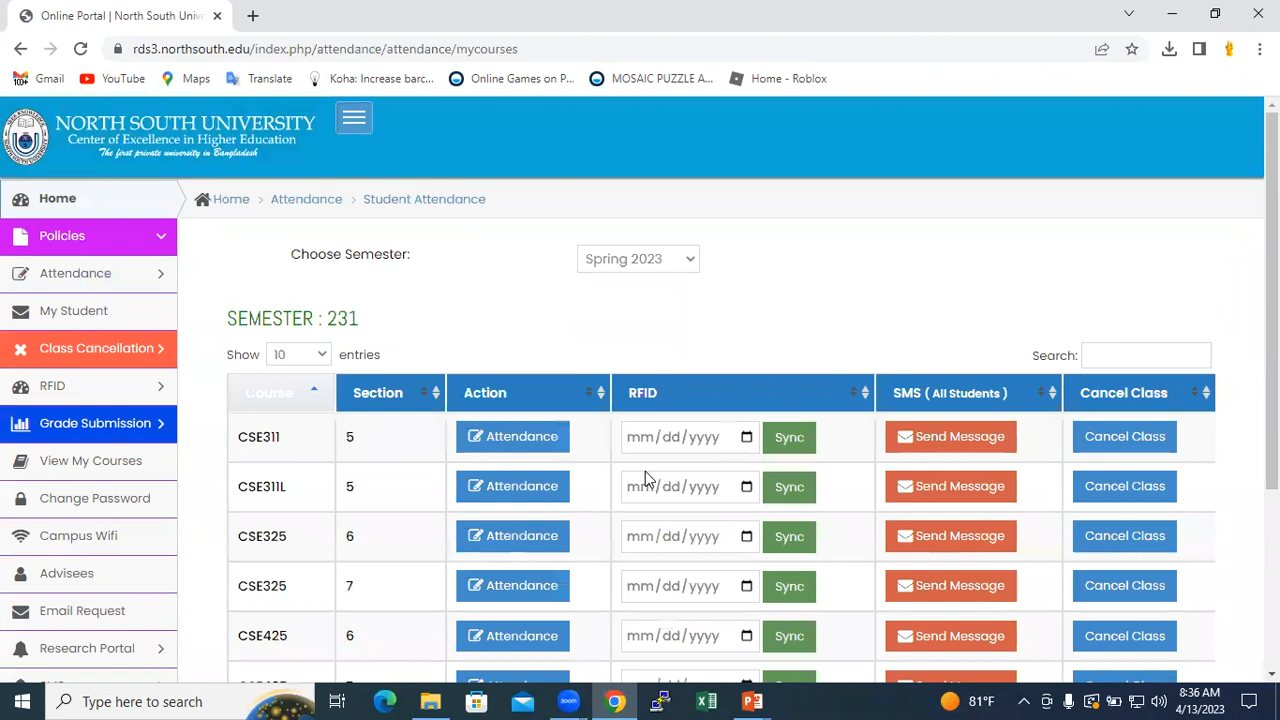 Online Portal | North South Univ
rds3.northsouth.edu/index.php/attendance/attendance/mycourses
Gmail YouTube Maps Translate Koha: Increase barc... Online Games on P... MOSAIC PUZZLE A... Home - Roblox
NORTH SOUTH UNIVERSITY
Center of Excellence in Higher Education
The first private university in Bangladesh
Home
Policies
Attendance
My Student
Class Cancellation
RFID
Grade Submission
View My Courses
Change Password
Campus Wifi
Advisees
Email Request
Research Portal
Home > Attendance > Student Attendance
Choose Semester: Spring 2023
SEMESTER : 231
Show 10 entries Search:
Course Section Action RFID SMS ( All Students ) Cancel Class
CSE311 5 Attendance mm/dd/yyyy Sync Send Message Cancel Class
CSE311L 5 Attendance mm/dd/yyyy Sync Send Message Cancel Class
CSE325 6 Attendance mm/dd/yyyy Sync Send Message Cancel Class
CSE325 7 Attendance mm/dd/yyyy Sync Send Message Cancel Class
CSE425 6 Attendance mm/dd/yyyy Sync Send Message Cancel Class
Type here to search
81°F
8:36 AM
4/13/2023